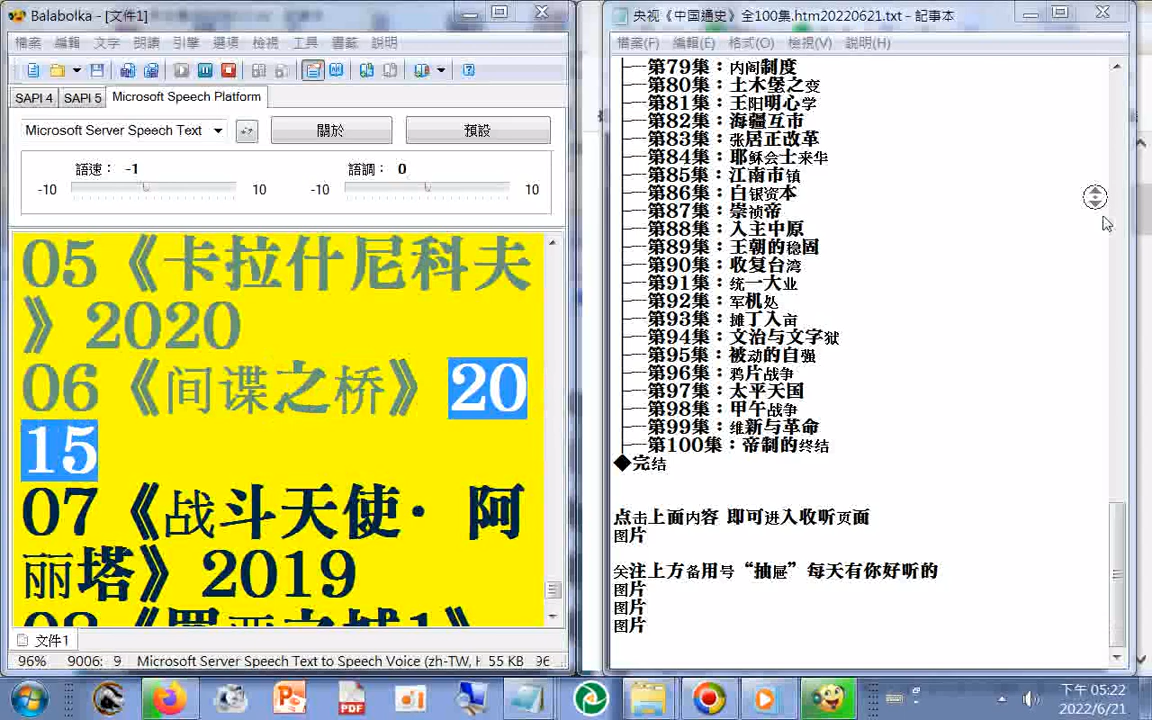 Balabolka - [文件1]
檔案 編輯 文字 朗讀 引擎 選項 檢視 工具 書籤 說明
SAPI 4 SAPI 5 Microsoft Speech Platform
Microsoft Server Speech Text
關於
預設
語速： -1
語調： 0
-10 10 -10 10
05《卡拉什尼科夫
》2020
06《间谍之桥》20
15
07《战斗天使· 阿
丽塔》2019
文件1
96% 9006: 9 Microsoft Server Speech Text to Speech Voice (zh-TW, H 55 KB 96
央视《中国通史》全100集.htm20220621.txt - 記事本
檔案(F) 編輯(E) 格式(O) 檢視(V) 說明(H)
第79集：内阁制度
第80集：土木堡之变
第81集：王阳明心学
第82集：海疆互市
第83集：张居正改革
第84集：耶稣会士来华
第85集：江南市镇
第86集：白银资本
第87集：崇祯帝
第88集：入主中原
第89集：王朝的稳固
第90集：收复台湾
第91集：统一大业
第92集：军机处
第93集：摊丁入亩
第94集：文治与文字狱
第95集：被动的自强
第96集：鸦片战争
第97集：太平天国
第98集：甲午战争
第99集：维新与革命
第100集：帝制的终结
◆完结
点击上面内容 即可进入收听页面
图片
关注上方备用号“抽屉”每天有你好听的
图片
图片
图片
PDF
下午 05:22
2022/6/21